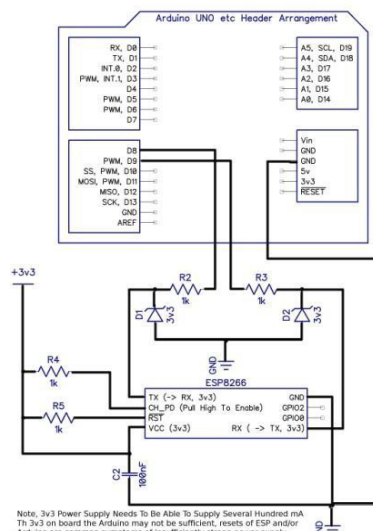 Arduino UNO etc Header Arrangement
RX, D0
TX, D1
INT.0, D2
PWM, INT.1, D3
D4
PWM, D5
PWM, D6
D7
A5, SCL, D19
A4, SDA, D18
A3, D17
A2, D16
A1, D15
A0, D14
D8
PWM, D9
SS, PWM, D10
MOSI, PWM, D11
MISO, D12
SCK, D13
GND
AREF
Vin
GND
GND
5v
3v3
RESET
+3v3
R2
1k
R3
1k
D1
3v3
D2
3v3
GND
R4
1k
R5
1k
ESP8266
TX (-> RX, 3v3)
CH_PD (Pull High To Enable)
RST
VCC (3v3)
GND
GPIO2
GPIO0
RX ( -> TX, 3v3)
C2
100nF
GND
Note, 3v3 Power Supply Needs To Be Able To Supply Several Hundred mA
Th 3v3 on board the Arduino may not be sufficient, resets of ESP and/or